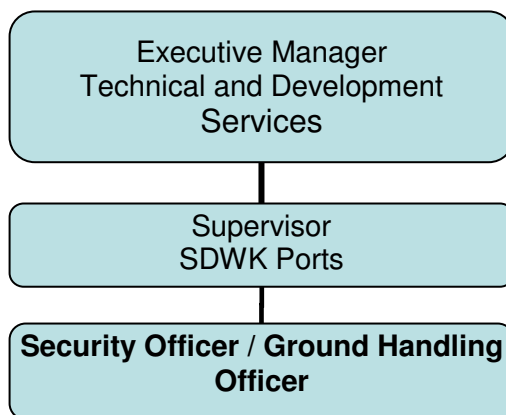 Executive Manager
Technical and Development
Services
Supervisor
SDWK Ports
Security Officer / Ground Handling
Officer